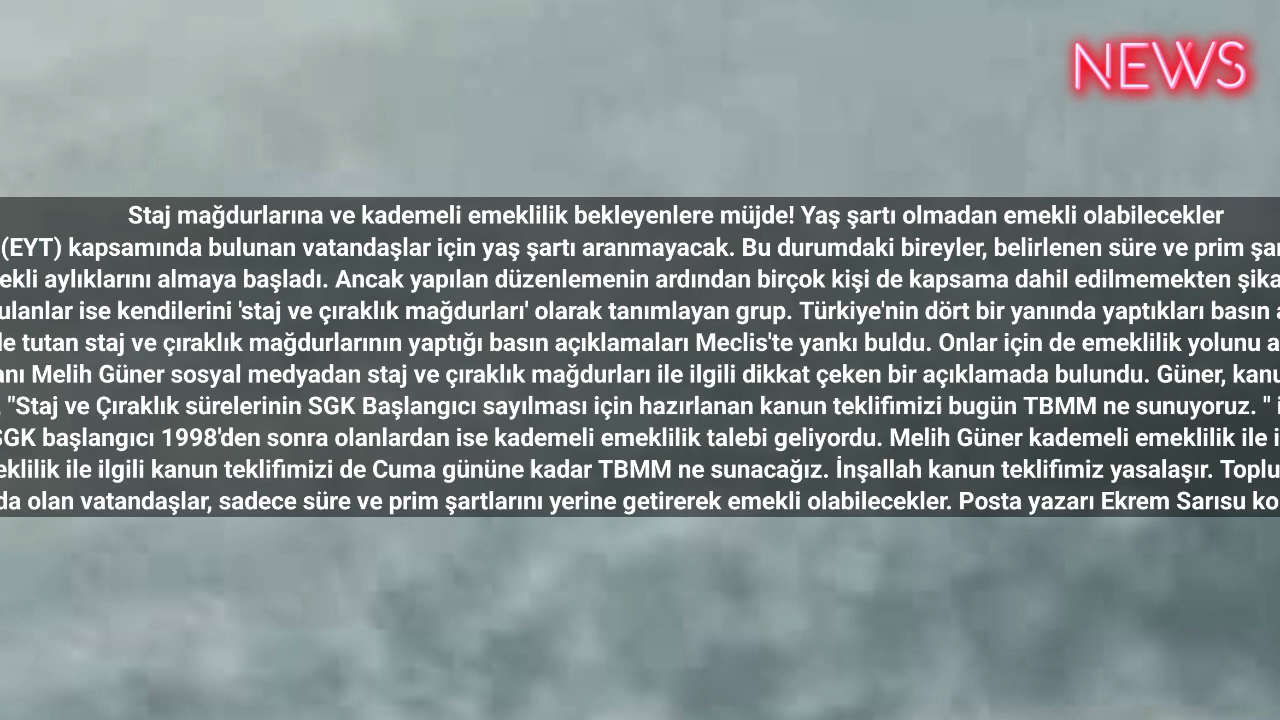 NEWS
Staj mağdurlarına ve kademeli emeklilik bekleyenlere müjde! Yaş şartı olmadan emekli olabilecekler
(EYT) kapsamında bulunan vatandaşlar için yaş şartı aranmayacak. Bu durumdaki bireyler, belirlenen süre ve prim
aylıklarını almaya başladı. Ancak yapılan düzenlemenin ardından birçok kişi de kapsama dahil edilmemekten
ise kendilerini 'staj ve çıraklık mağdurları' olarak tanımlayan grup. Türkiye'nin dört bir yanında yaptıkları basın
tutan staj ve çıraklık mağdurlarının yaptığı basın açıklamaları Meclis'te yankı buldu. Onlar için de emeklilik yolunu
Melih Güner sosyal medyadan staj ve çıraklık mağdurları ile ilgili dikkat çeken bir açıklamada bulundu. Güner,
"Staj ve Çıraklık sürelerinin SGK Başlangıcı sayılması için hazırlanan kanun teklifimizi bugün TBMM ne sunuyoruz. "
SGK başlangıcı 1998'den sonra olanlardan ise kademeli emeklilik talebi geliyordu. Melih Güner kademeli emeklilik ile
ile ilgili kanun teklifimizi de Cuma gününe kadar TBMM ne sunacağız. İnşallah kanun teklifimiz yasalaşır.
olan vatandaşlar, sadece süre ve prim şartlarını yerine getirerek emekli olabilecekler. Posta yazarı Ekrem Sarısu